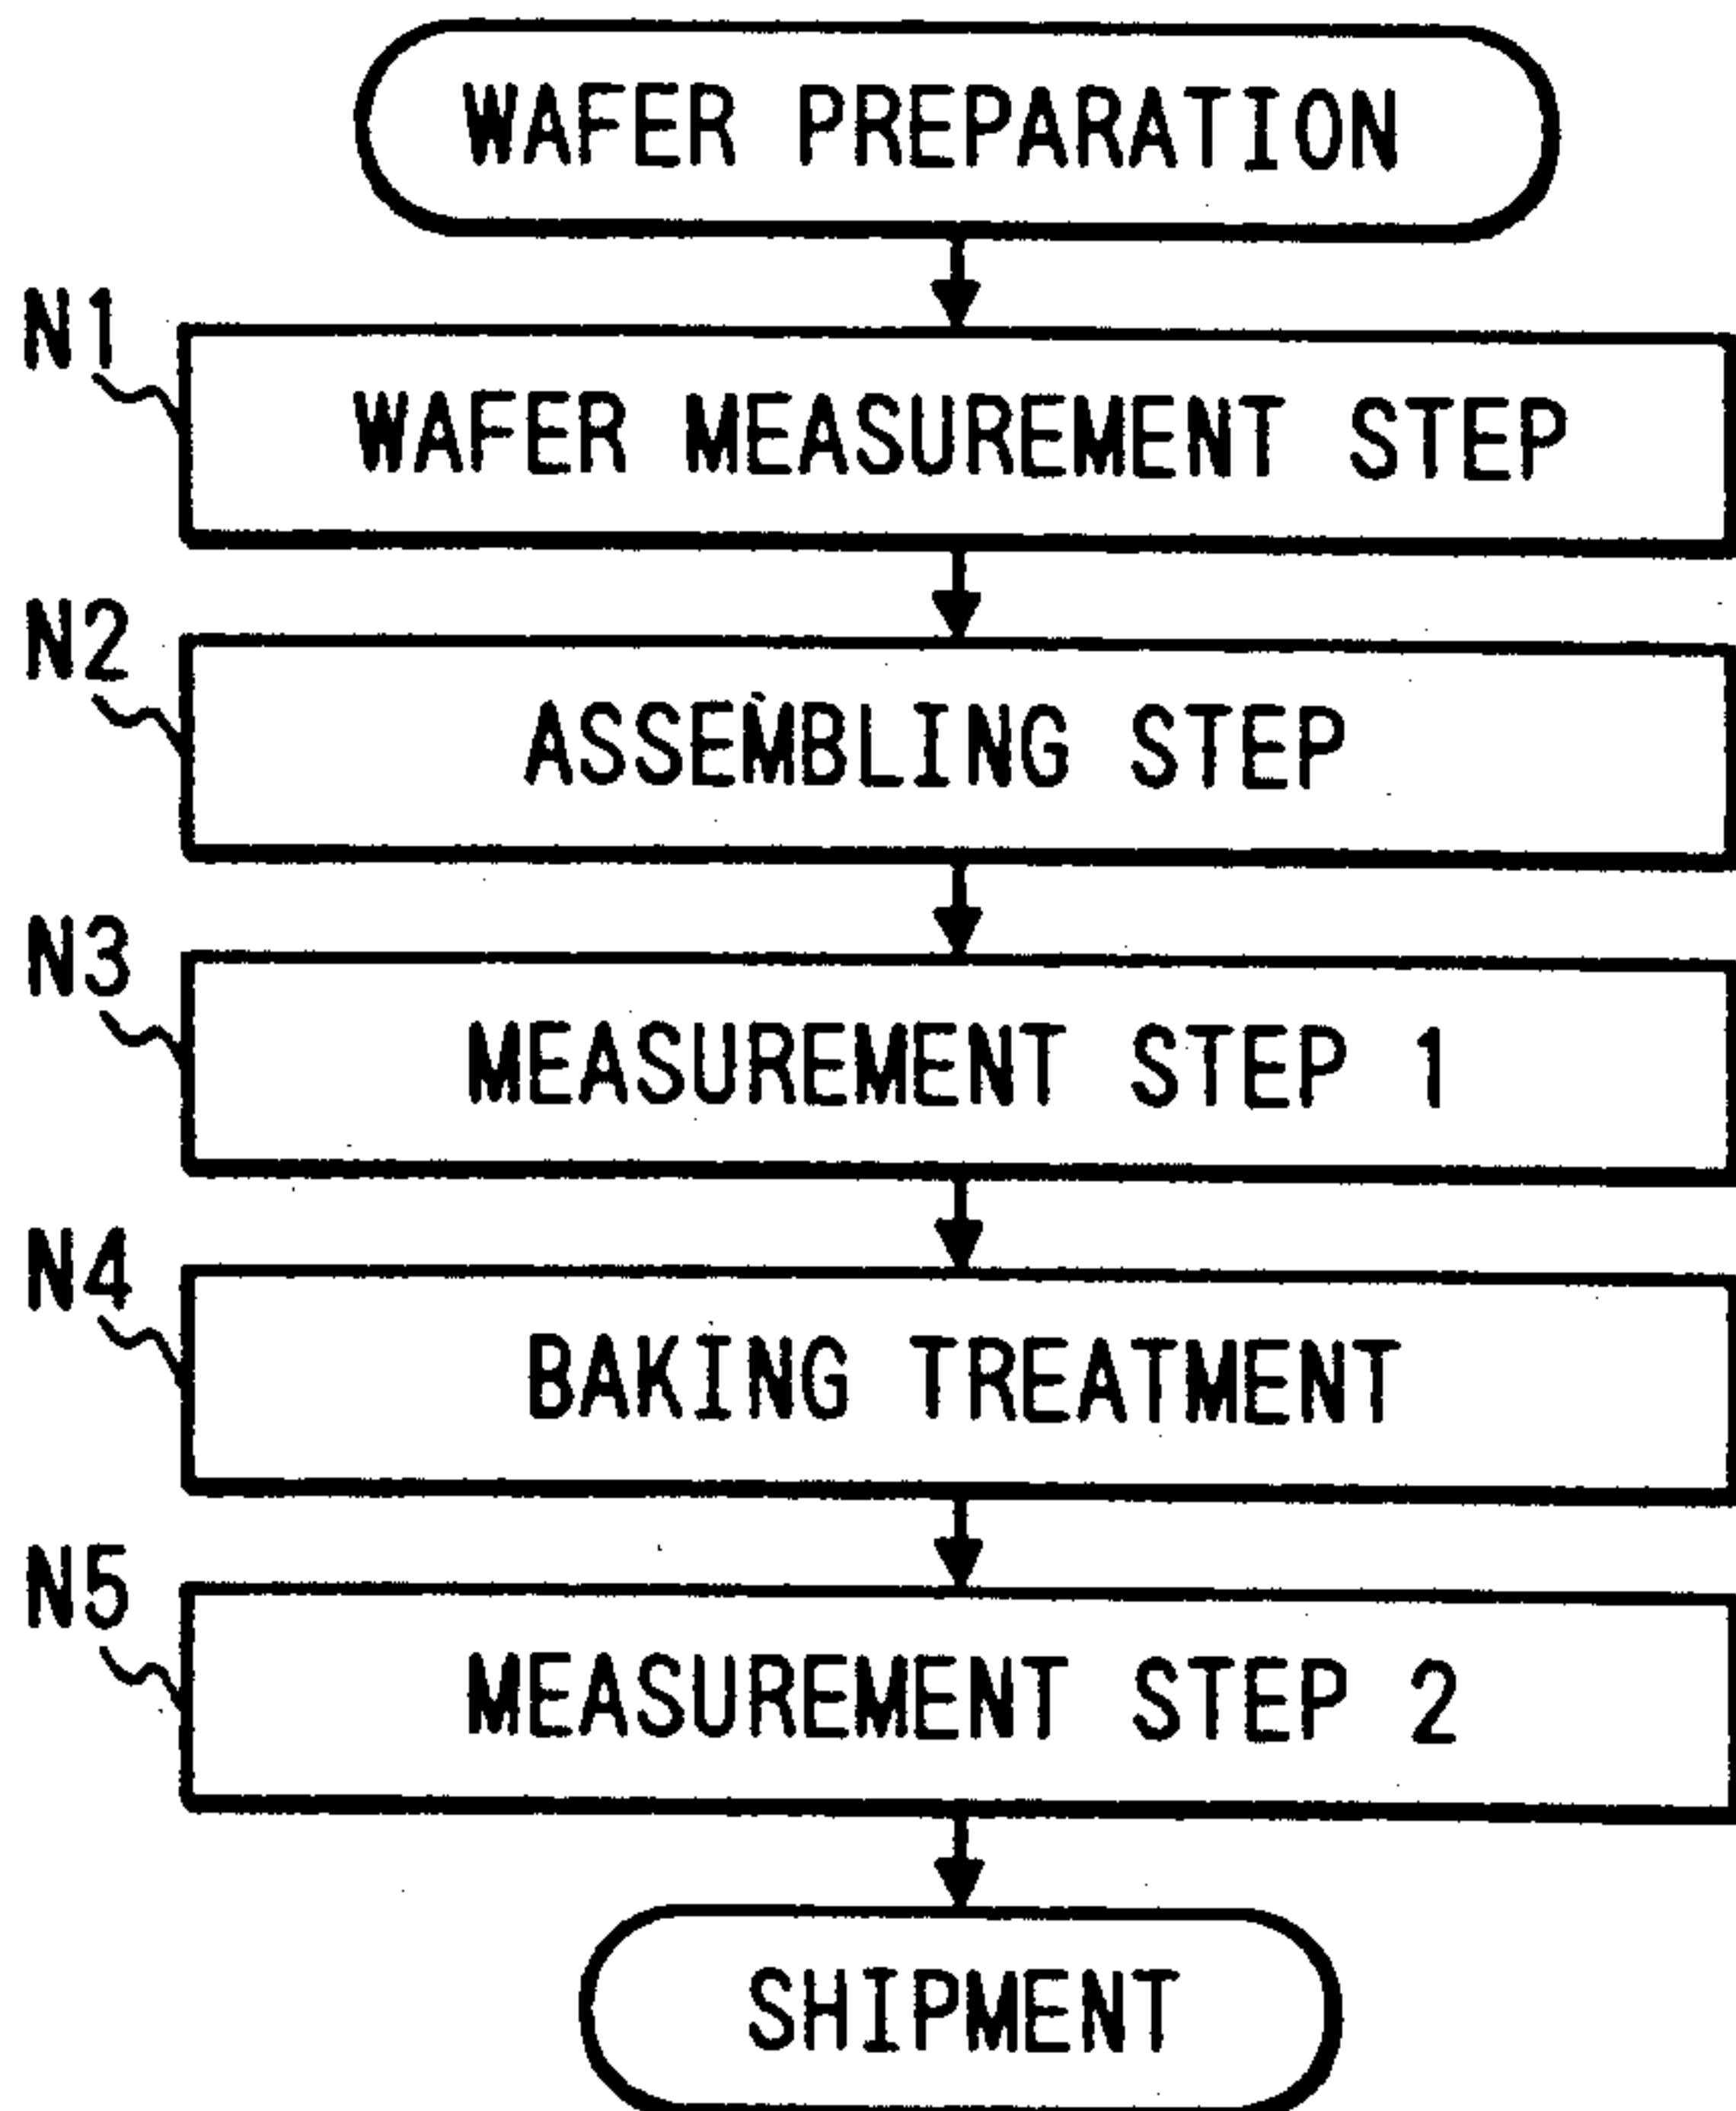 WAFER PREPARATION
N1
WAFER MEASUREMENT STEP
N2
ASSEMBLING STEP
N3
MEASUREMENT STEP 1
N4
BAKING TREATMENT
N5
MEASUREMENT STEP 2
SHIPMENT